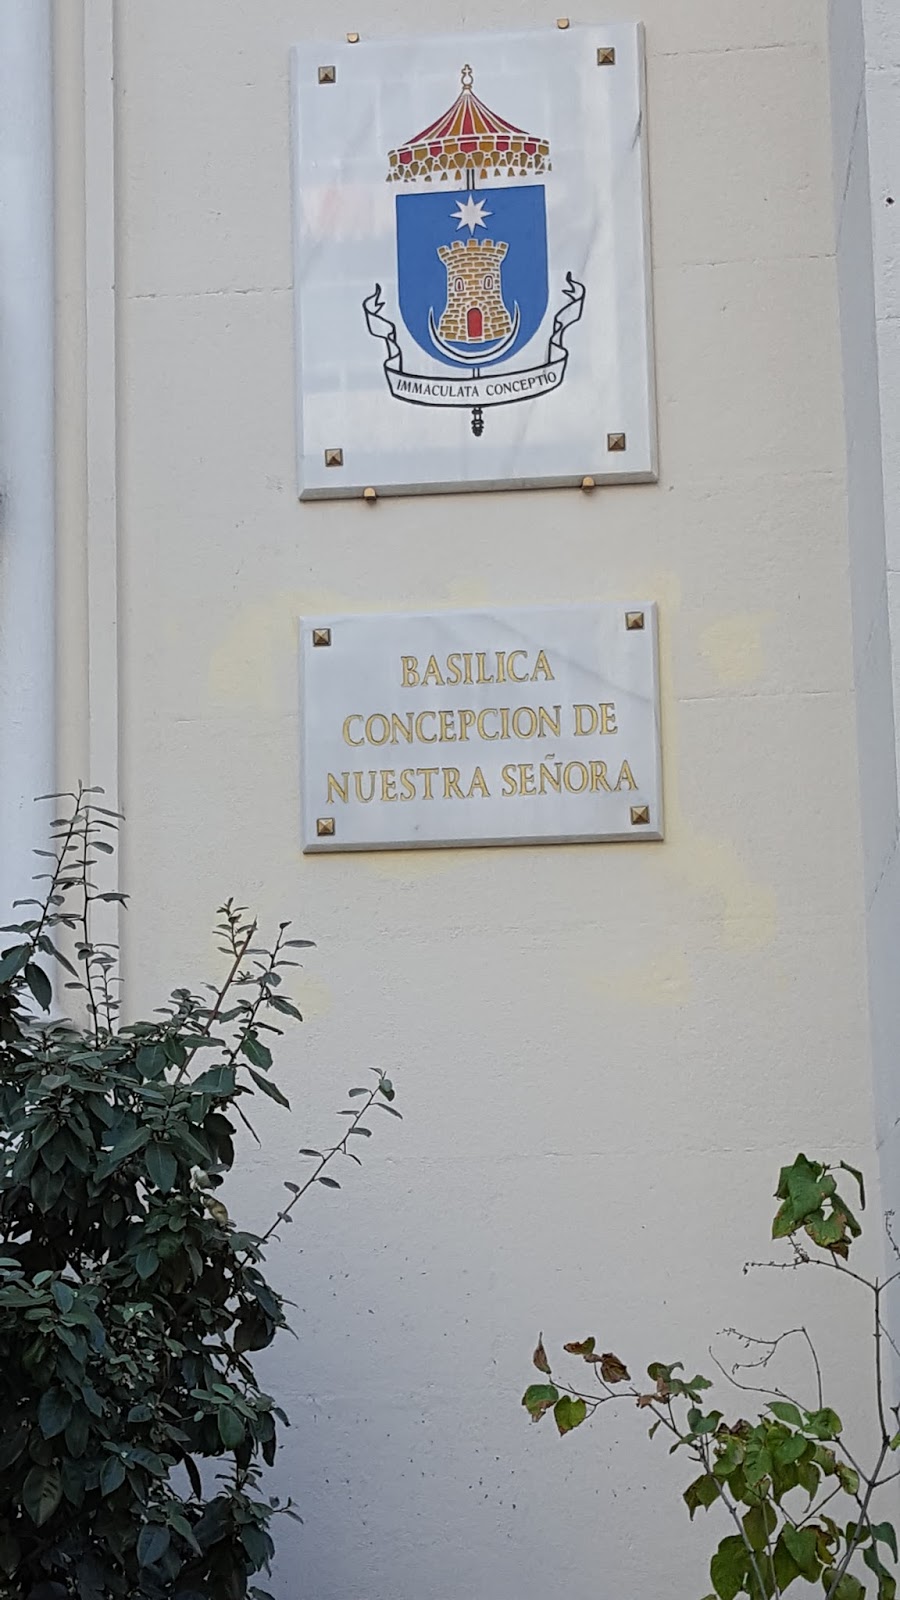 IMMACULATA CONCEPTIO
BASILICA
CONCEPCION DE
NUESTRA SEÑORA